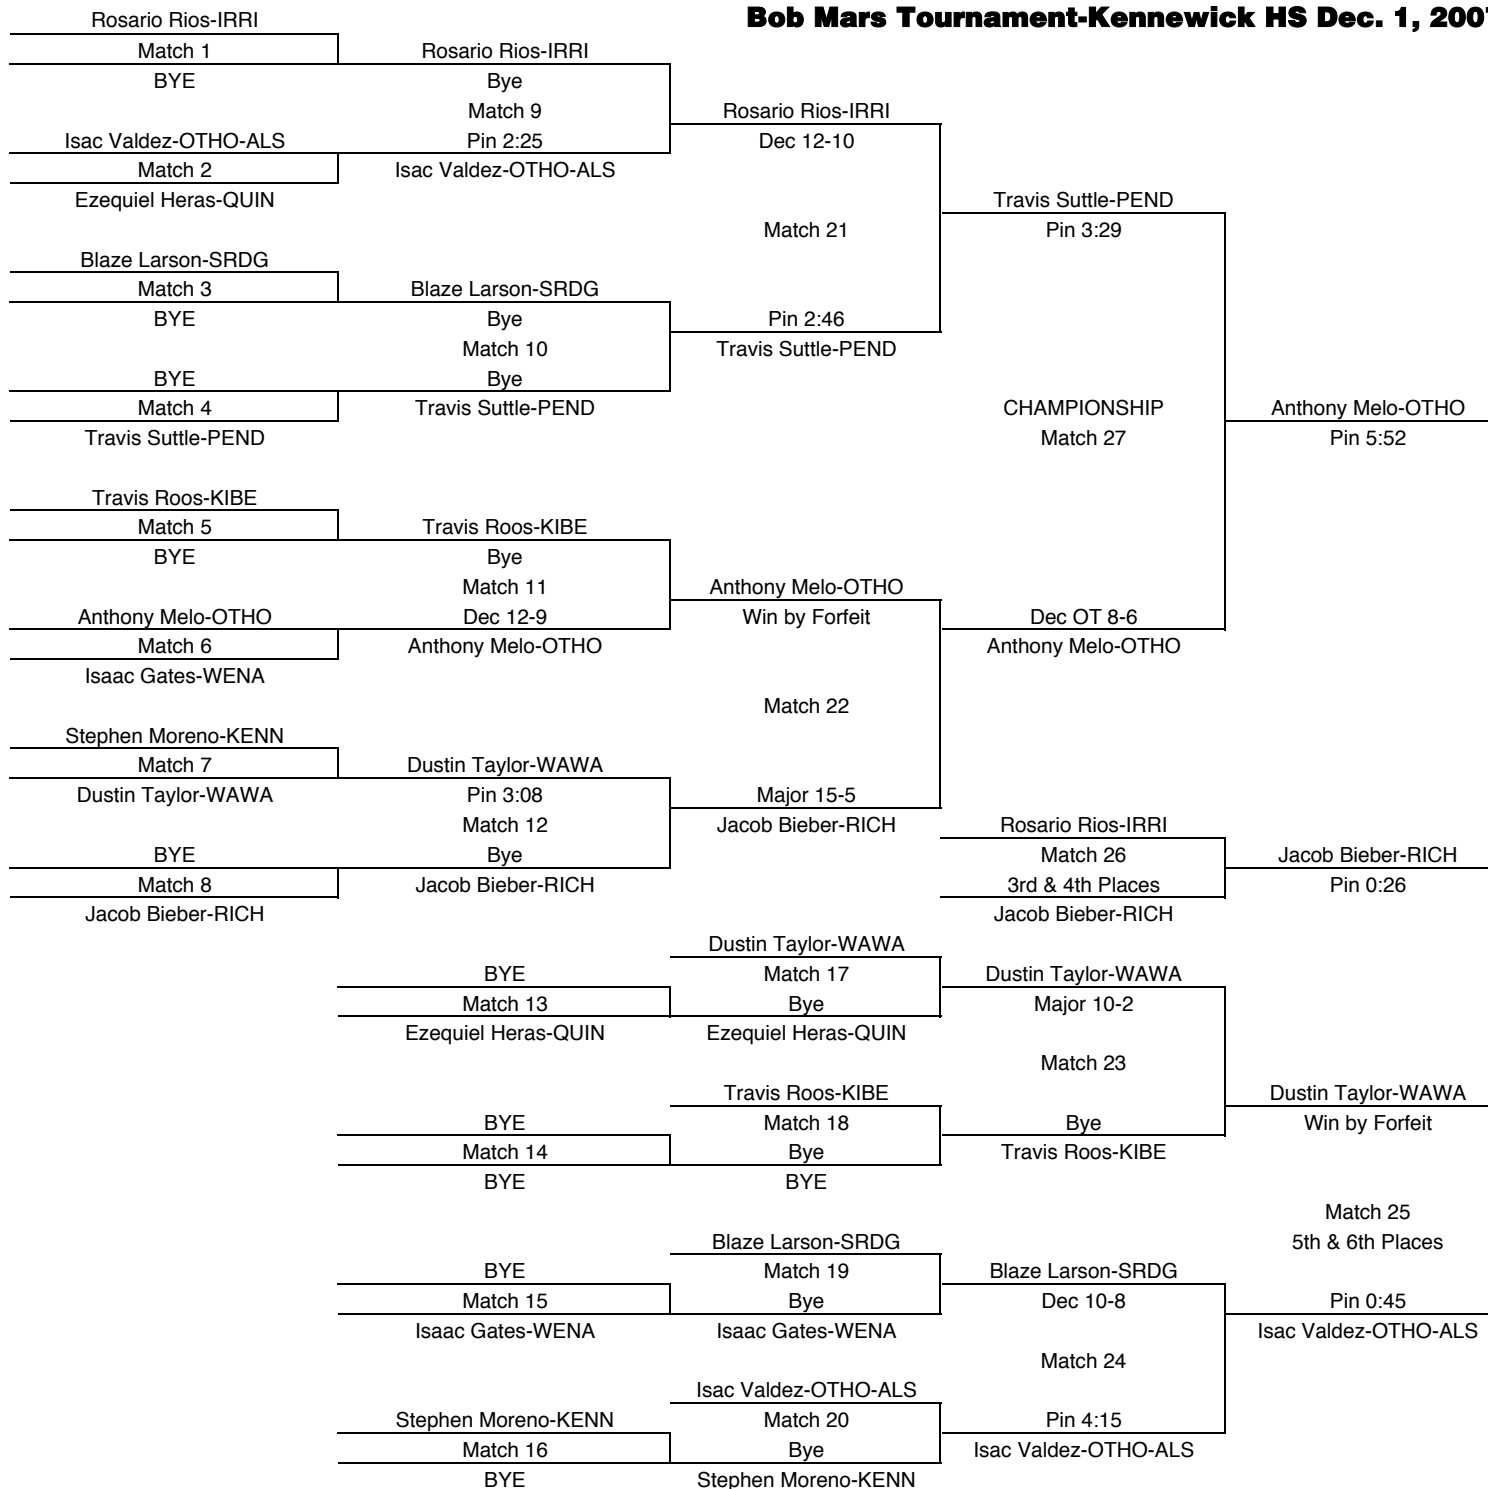 Bob Mars Tournament-Kennewick HS Dec. 1, 2007
Rosario Rios-IRRI
Match 1
BYE
Isac Valdez-OTHO-ALS
Match 2
Ezequiel Heras-QUIN
Blaze Larson-SRDG
Match 3
BYE
BYE
Match 4
Travis Suttle-PEND
Travis Roos-KIBE
Match 5
BYE
Anthony Melo-OTHO
Match 6
Isaac Gates-WENA
Stephen Moreno-KENN
Match 7
Dustin Taylor-WAWA
BYE
Match 8
Jacob Bieber-RICH
Rosario Rios-IRRI
Bye
Match 9
Pin 2:25
Isac Valdez-OTHO-ALS
Blaze Larson-SRDG
Bye
Match 10
Bye
Travis Suttle-PEND
Travis Roos-KIBE
Bye
Match 11
Dec 12-9
Anthony Melo-OTHO
Dustin Taylor-WAWA
Pin 3:08
Match 12
Bye
Jacob Bieber-RICH
Rosario Rios-IRRI
Dec 12-10
Match 21
Pin 2:46
Travis Suttle-PEND
Anthony Melo-OTHO
Win by Forfeit
Match 22
Major 15-5
Jacob Bieber-RICH
Travis Suttle-PEND
Pin 3:29
CHAMPIONSHIP
Match 27
Dec OT 8-6
Anthony Melo-OTHO
Anthony Melo-OTHO
Pin 5:52
Rosario Rios-IRRI
Match 26
3rd & 4th Places
Jacob Bieber-RICH
Jacob Bieber-RICH
Pin 0:26
BYE
Match 13
Ezequiel Heras-QUIN
BYE
Match 14
BYE
BYE
Match 15
Isaac Gates-WENA
Stephen Moreno-KENN
Match 16
BYE
Dustin Taylor-WAWA
Match 17
Bye
Ezequiel Heras-QUIN
Travis Roos-KIBE
Match 18
Bye
BYE
Blaze Larson-SRDG
Match 19
Bye
Isaac Gates-WENA
Isac Valdez-OTHO-ALS
Match 20
Bye
Stephen Moreno-KENN
Dustin Taylor-WAWA
Major 10-2
Match 23
Bye
Travis Roos-KIBE
Blaze Larson-SRDG
Dec 10-8
Match 24
Pin 4:15
Isac Valdez-OTHO-ALS
Dustin Taylor-WAWA
Win by Forfeit
Match 25
5th & 6th Places
Pin 0:45
Isac Valdez-OTHO-ALS